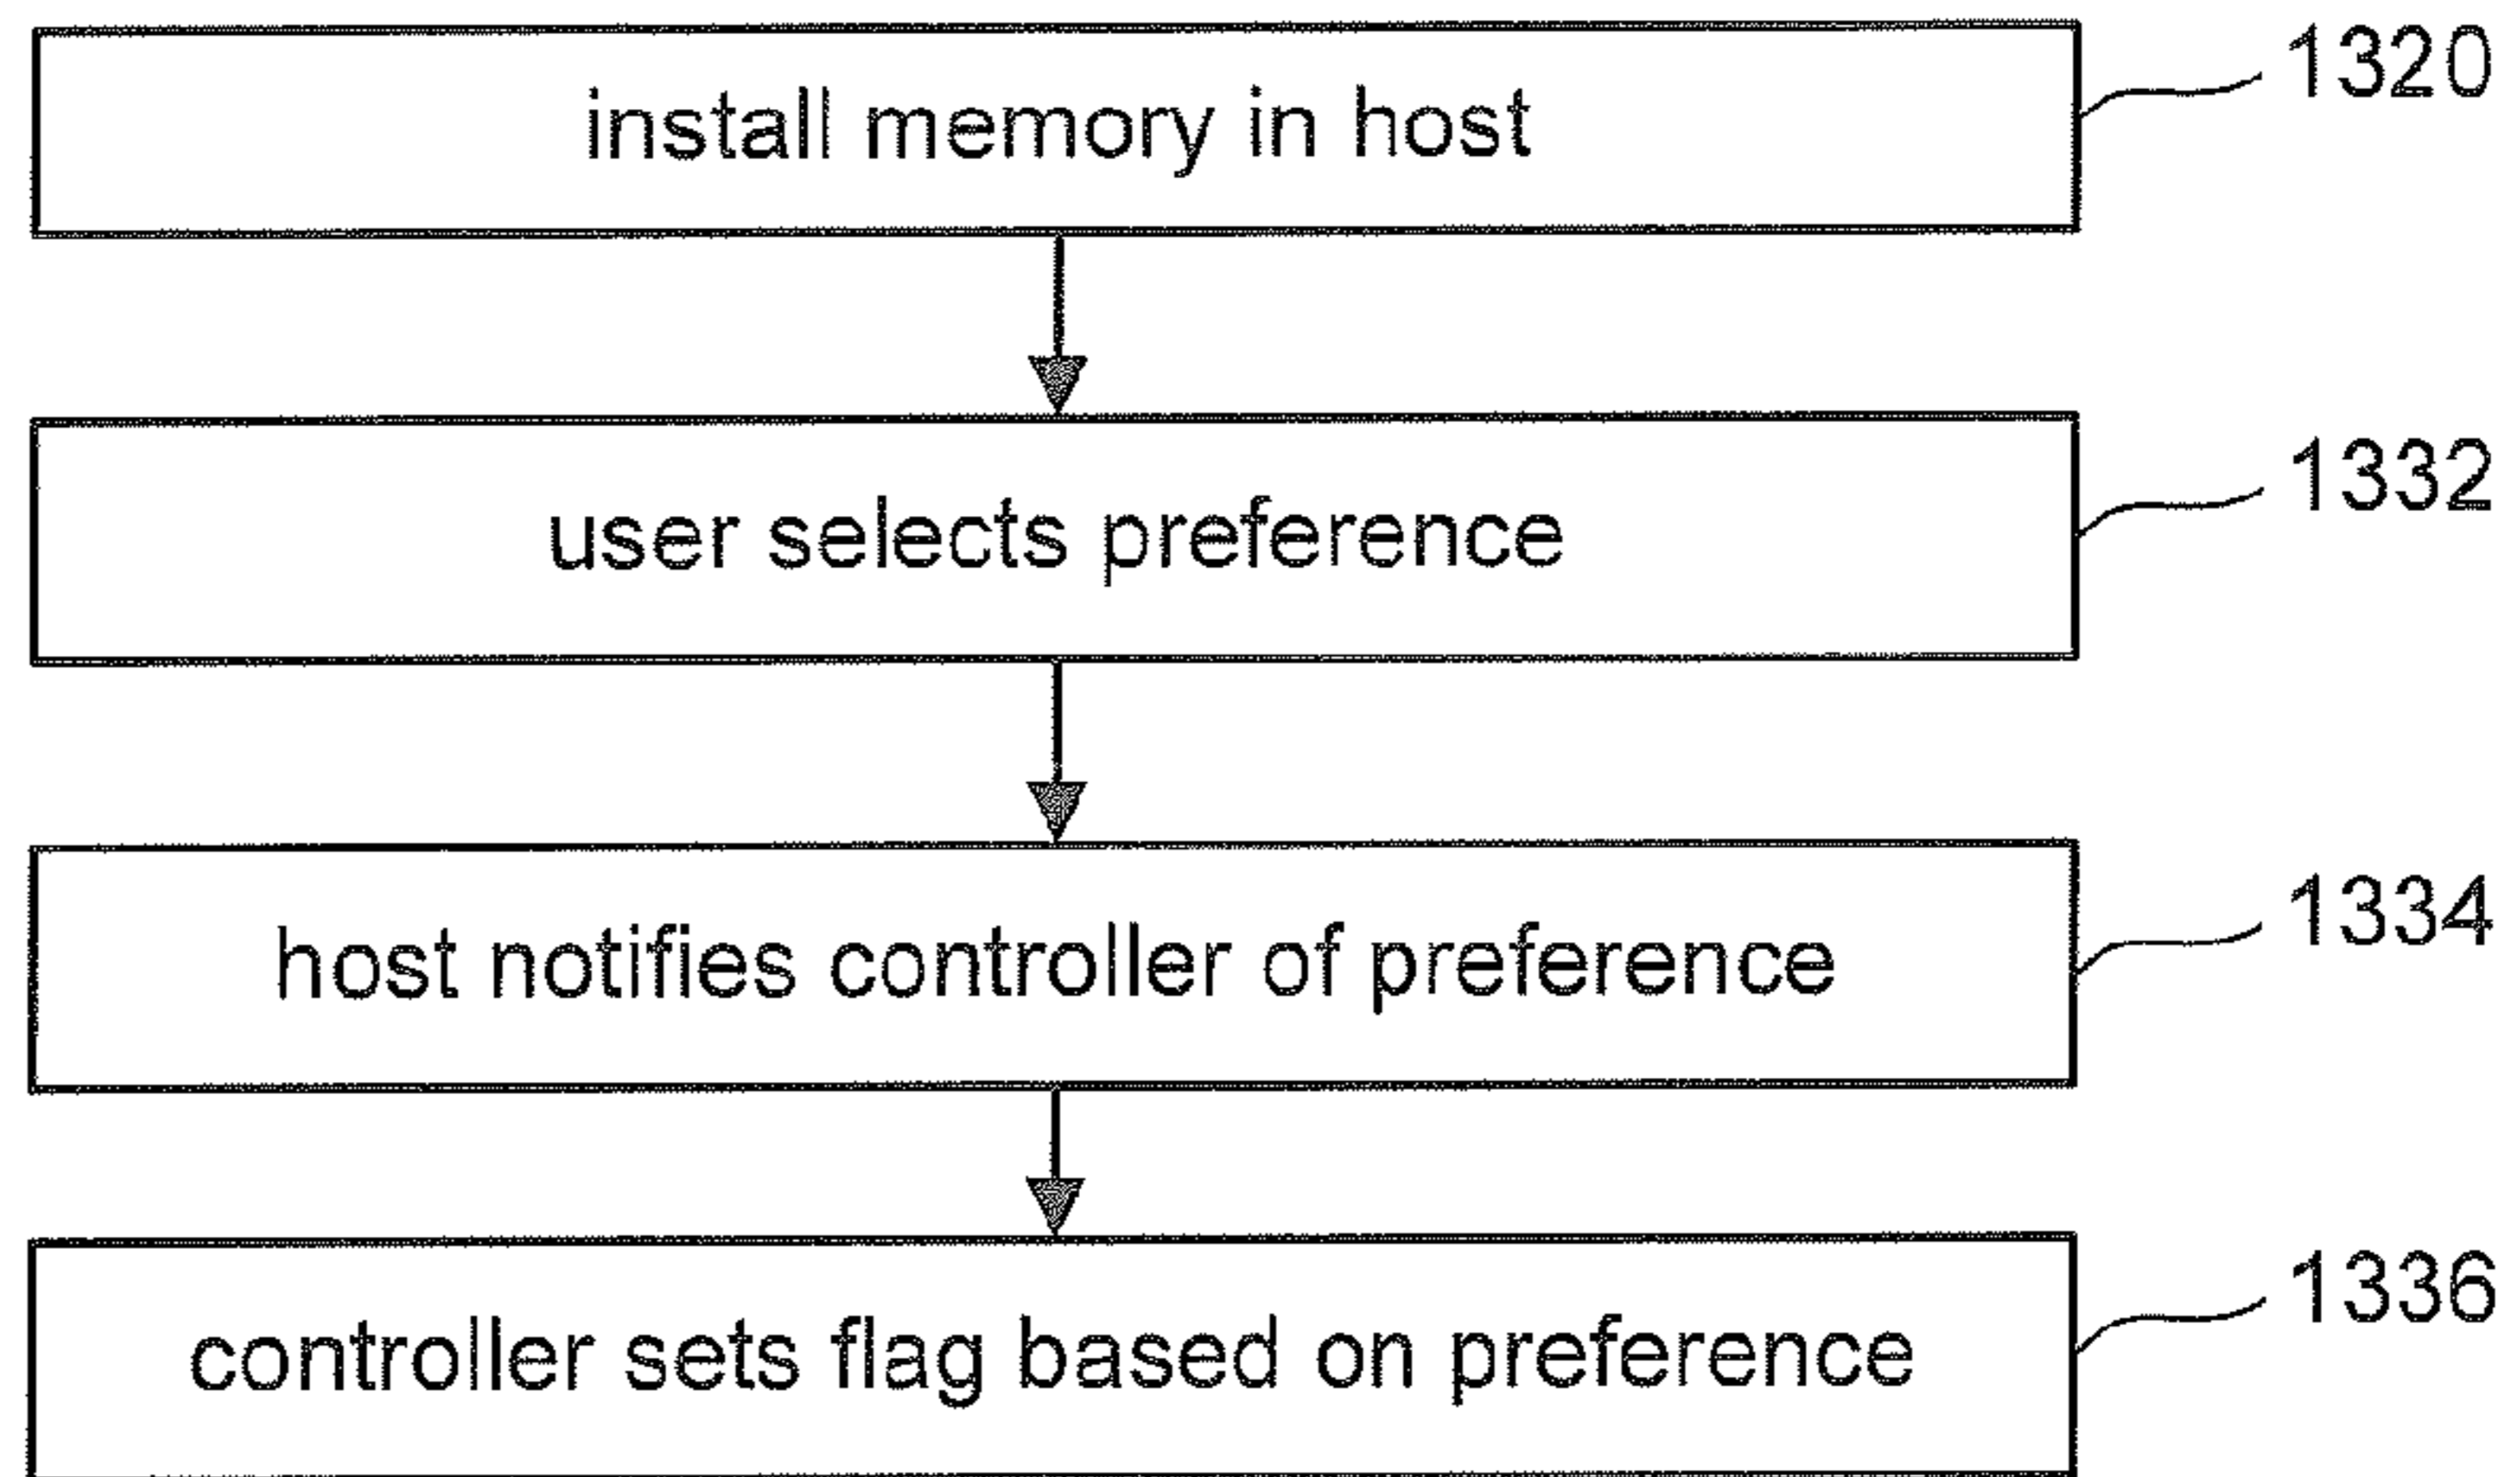 install memory in host
1320
user selects preference
1332
host notifies controller of preference
1334
controller sets flag based on preference
1336